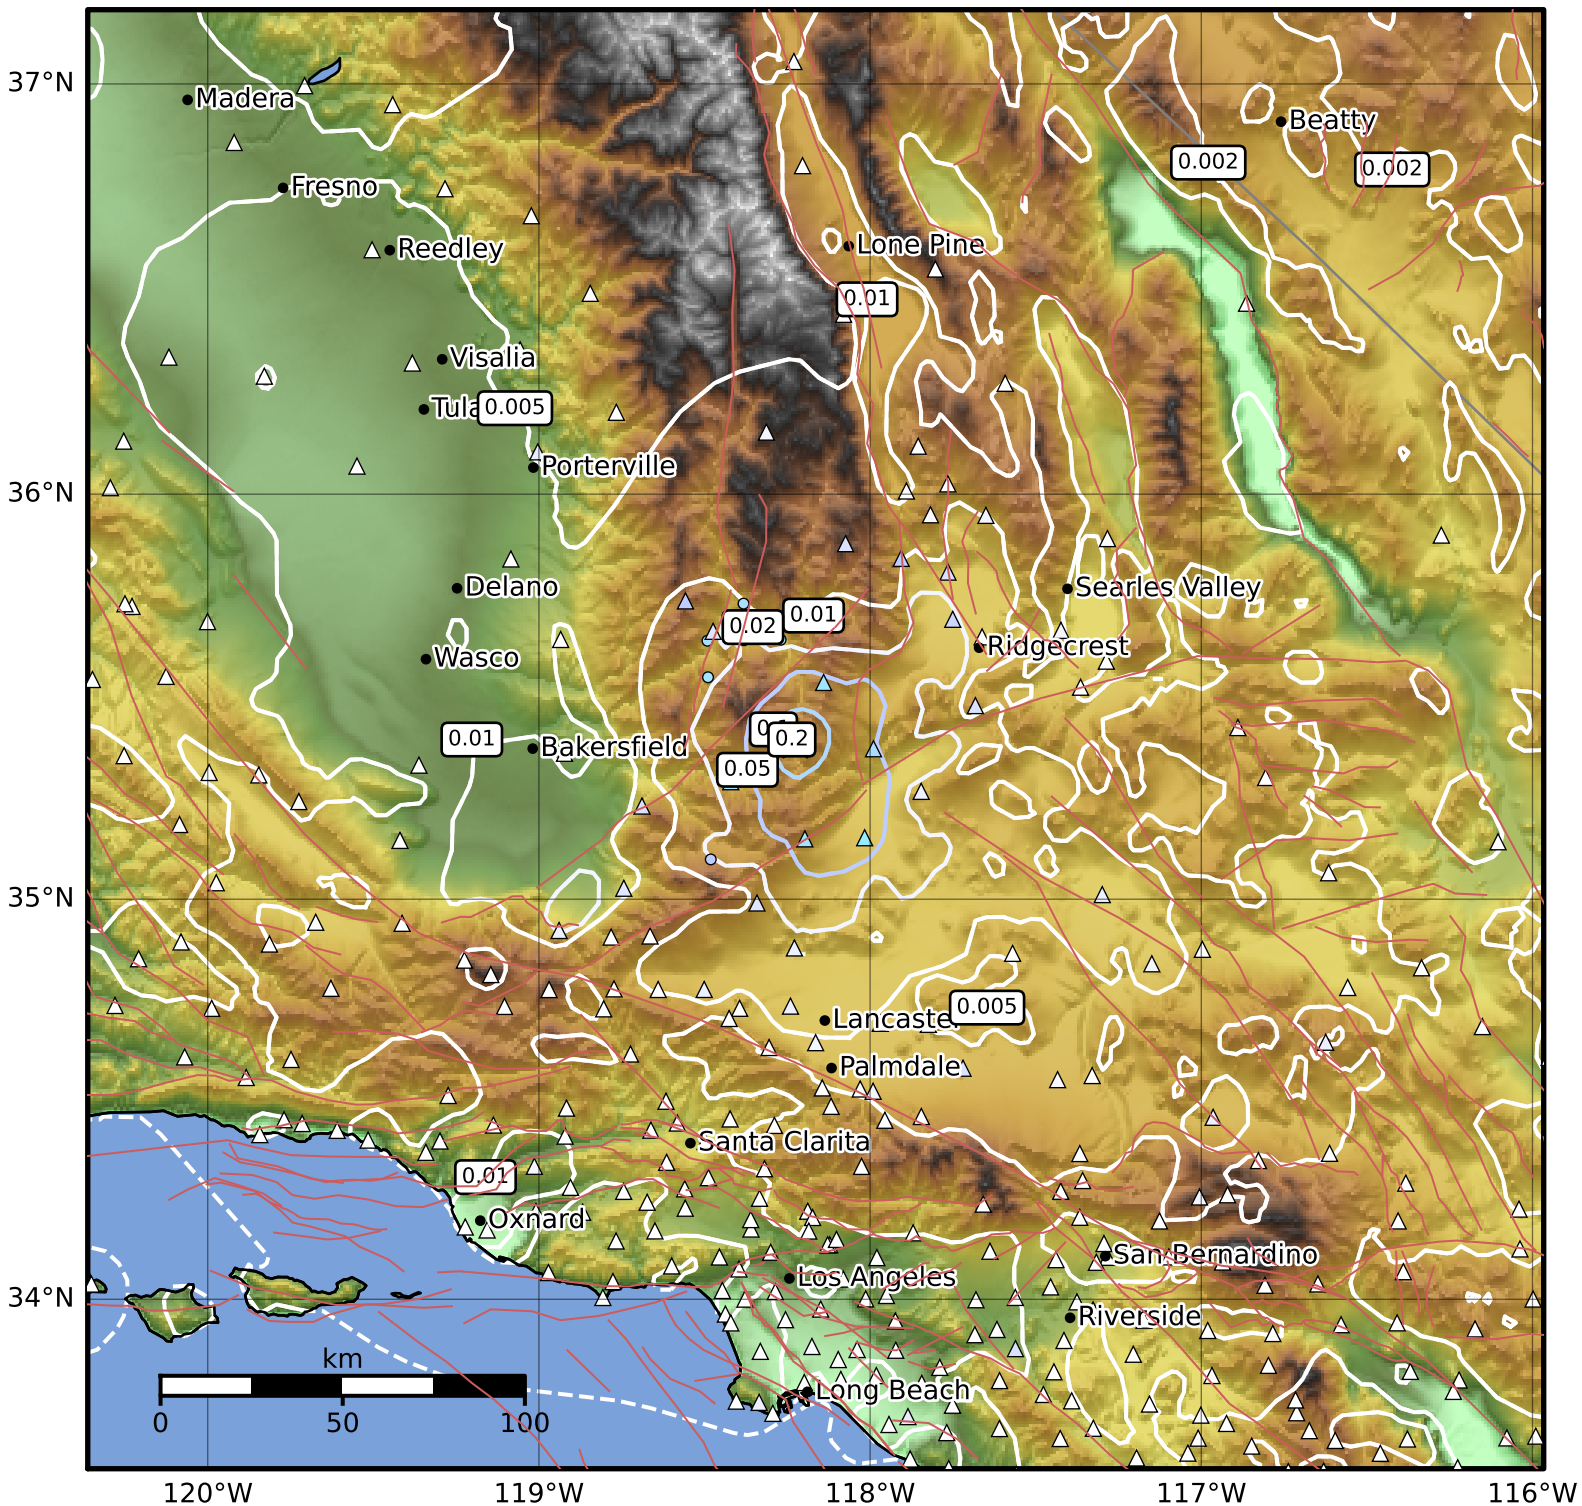 37°N
36°N
35°N
34°N
Madera
Beatty
0.002
0.002
Fresno
Reedley
Lone Pine
0.01
Visalia
0.005
Porterville
Delano
Searles Valley
0.01
0.02
Ridgecrest
Wasco
0.01
Bakersfield
0.2
0.05
0.005
Lancaster
Palmdale
Santa Clarita
0.01
Oxnard
San Bernardino
Los Angeles
Riverside
km
Long Beach
0 50 100
120°W 119°W 118°W 117°W 116°W